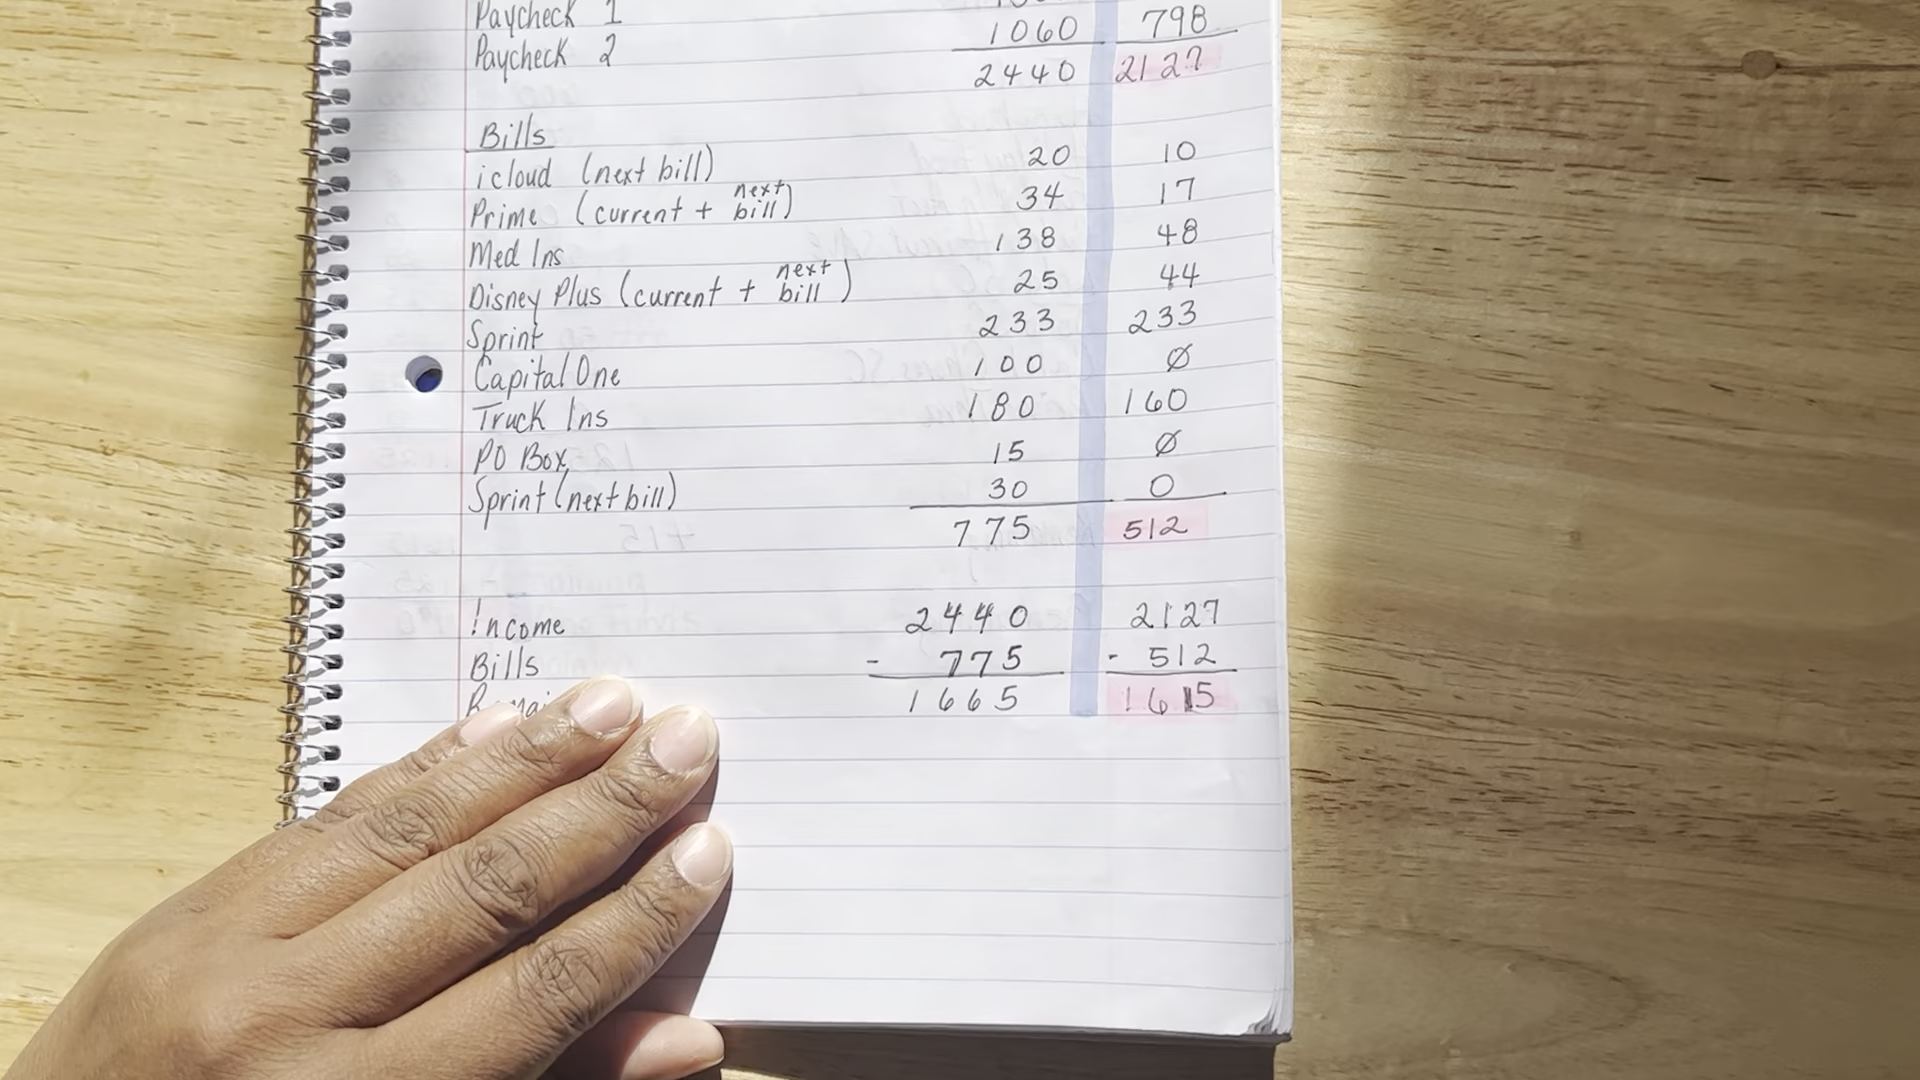 Paycheck 1
Paycheck 2 1060 798
2440 2127
Bills
icloud (next bill) 20 10
Prime (current + next bill) 34 17
Med Ins 138 48
Disney Plus (current + next bill) 25 44
Sprint 233 233
Capital One 100 Ø
Truck Ins 180 160
PO Box 15 Ø
Sprint (next bill) 30 0
775 512
Income 2440 2127
Bills - 775 - 512
1665 1615